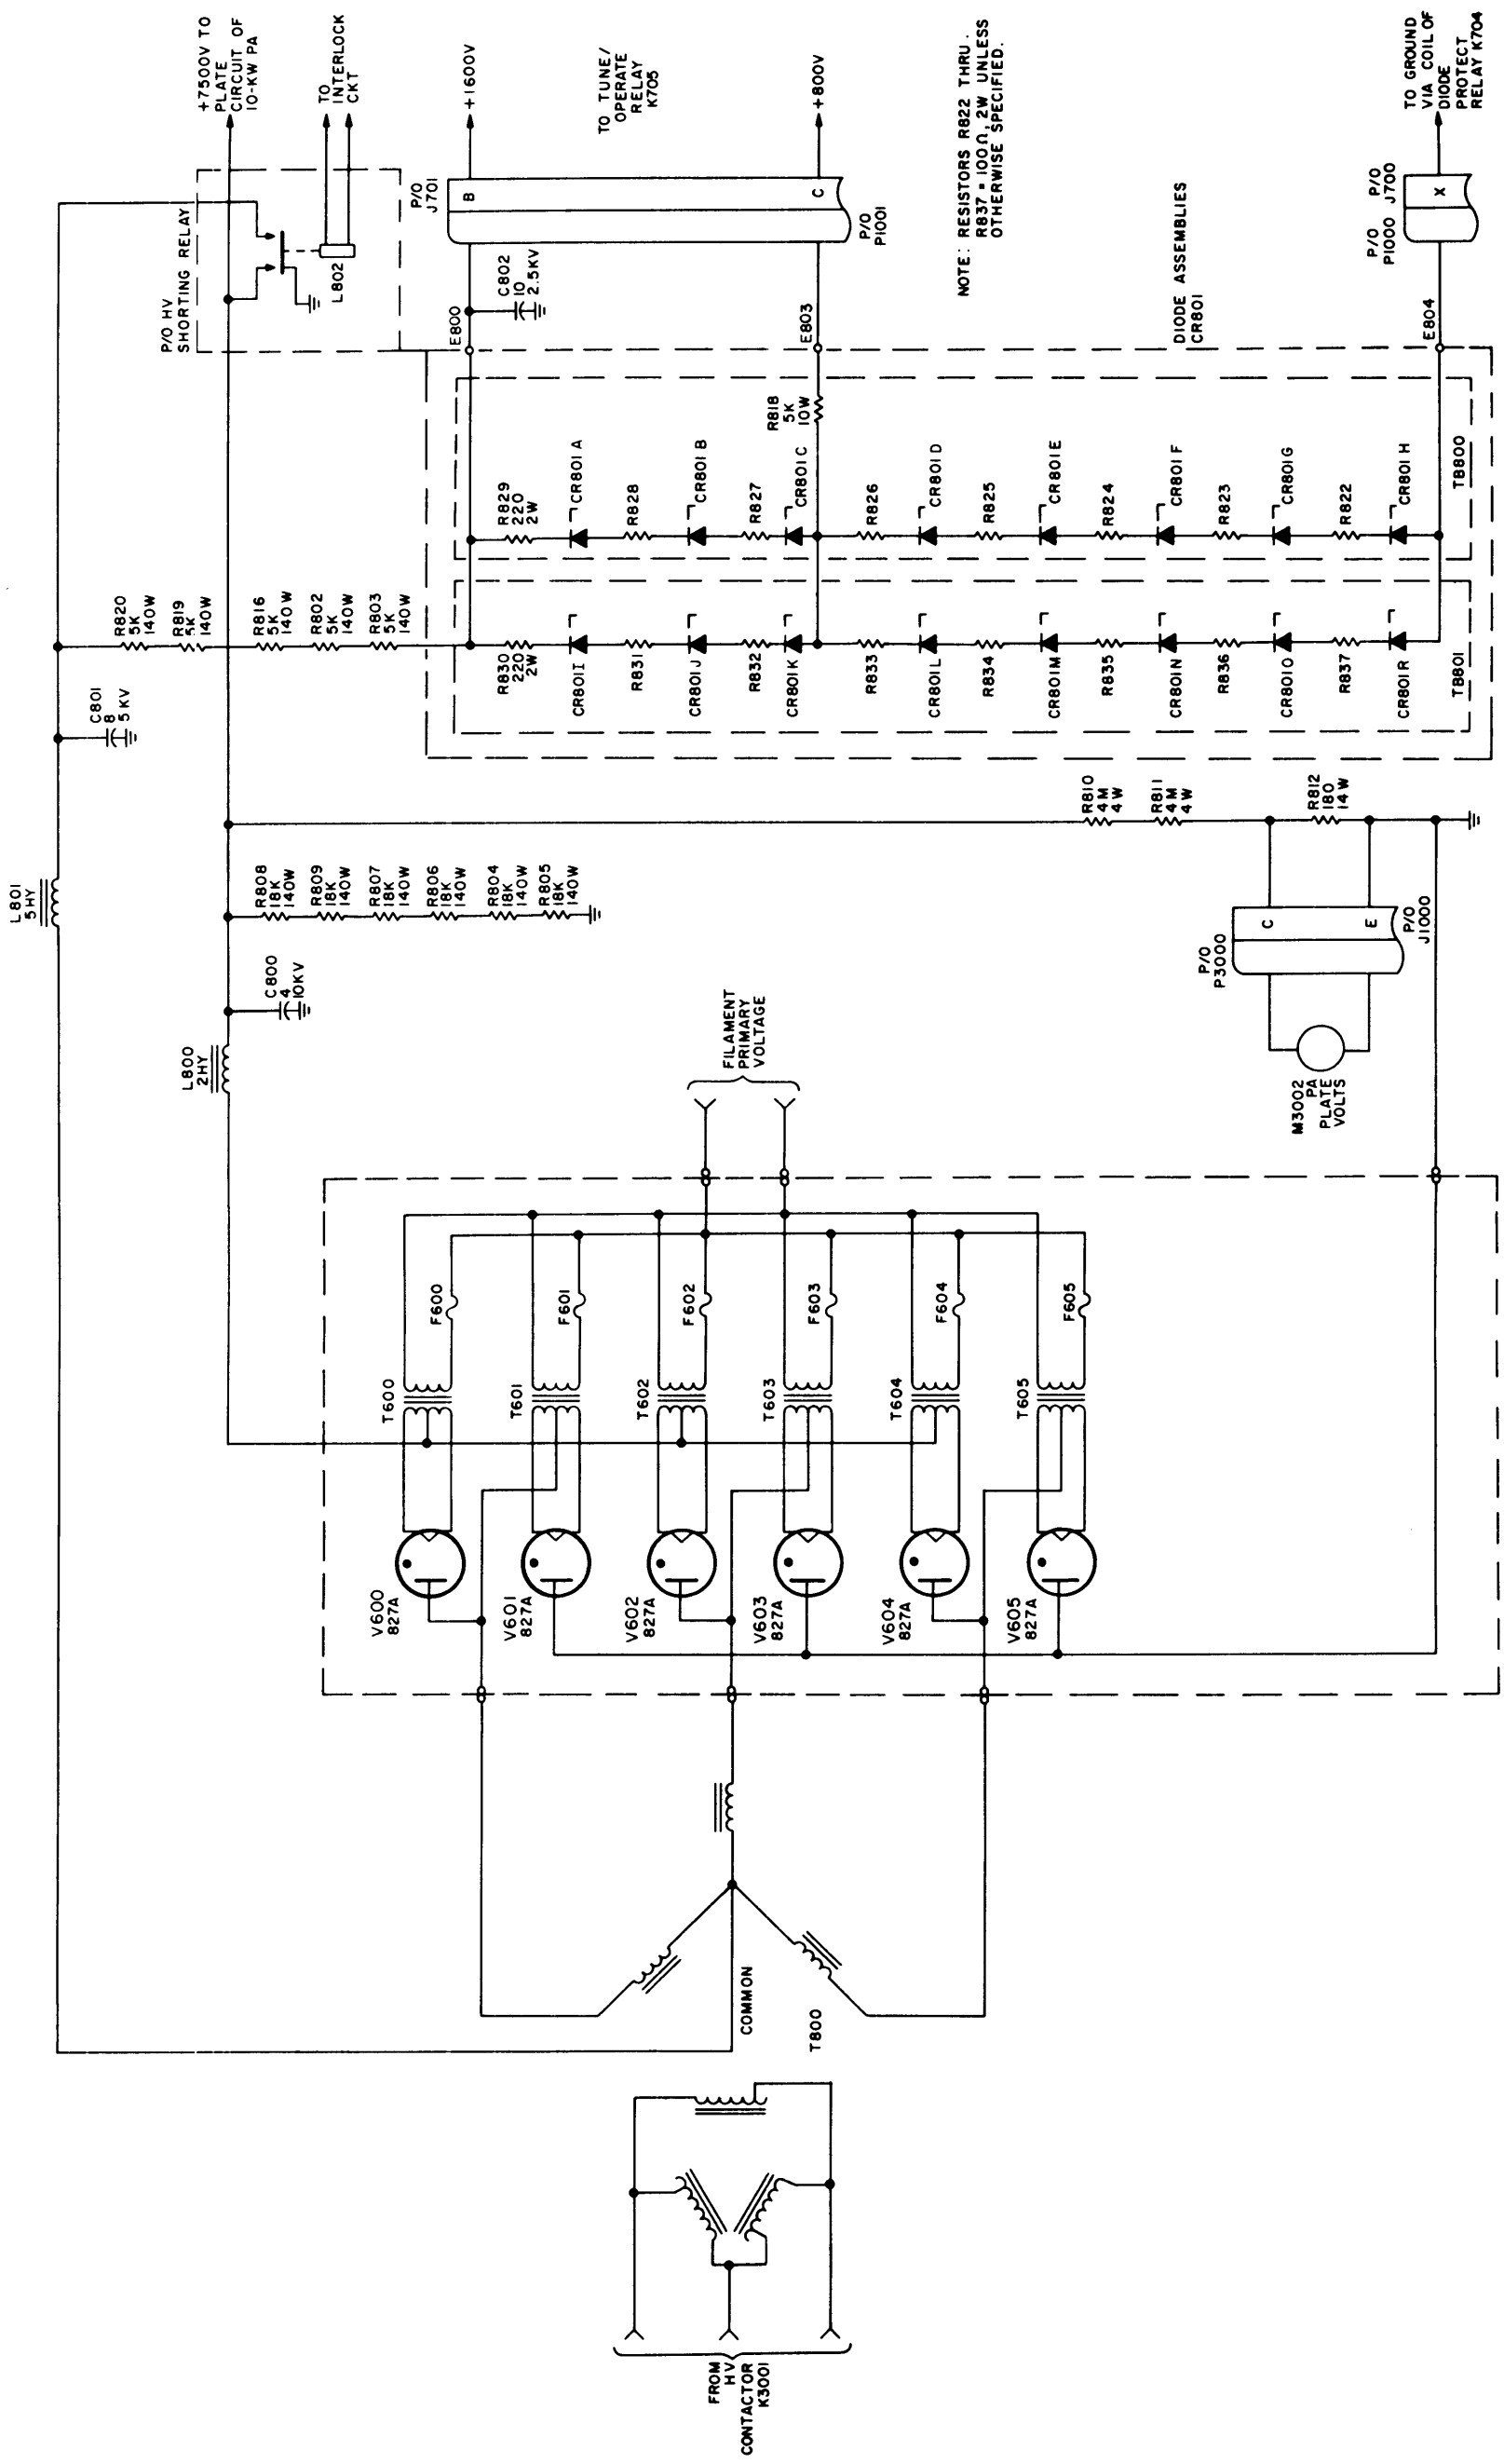 FROM
HV
CONTACTOR
K3001
T800
COMMON
V600
827A
V601
827A
V602
827A
V603
827A
V604
827A
V605
827A
T600
T601
T602
T603
T604
T605
F600
F601
F602
F603
F604
F605
FILAMENT
PRIMARY
VOLTAGE
L800
2HY
C800
4
10KV
L801
5HY
R808
18K
140W
R809
18K
140W
R807
18K
140W
R806
18K
140W
R804
18K
140W
R805
18K
140W
M3002
PA
PLATE
VOLTS
P/O
P3000
C
E
P/O
J1000
R810
4M
4W
R811
4M
4W
R812
180
14W
C801
8
5KV
R820
5K
140W
R819
5K
140W
R816
5K
140W
R802
5K
140W
R803
5K
140W
R830
220
2W
CR801I
R831
CR801J
R832
CR801K
R833
CR801L
R834
CR801M
R835
CR801N
R836
CR801O
R837
CR801R
TB801
R829
220
2W
CR801A
R828
CR801B
R827
CR801C
R826
CR801D
R825
CR801E
R824
CR801F
R823
CR801G
R822
CR801H
TB800
R818
5K
10W
E800
E803
E804
C802
10
2.5KV
DIODE ASSEMBLIES
CR801
P/O HV
SHORTING RELAY
L802
P/O
J701
B
C
P/O
P1001
P/O
P1000
P/O
J700
X
NOTE: RESISTORS R822 THRU.
R837 = 100Ω, 2W UNLESS
OTHERWISE SPECIFIED.
+7500V TO
PLATE
CIRCUIT OF
10-KW PA
TO
INTERLOCK
CKT
+1600V
TO TUNE/
OPERATE
RELAY
K705
+800V
TO GROUND
VIA COIL OF
DIODE
PROTECT
RELAY K704